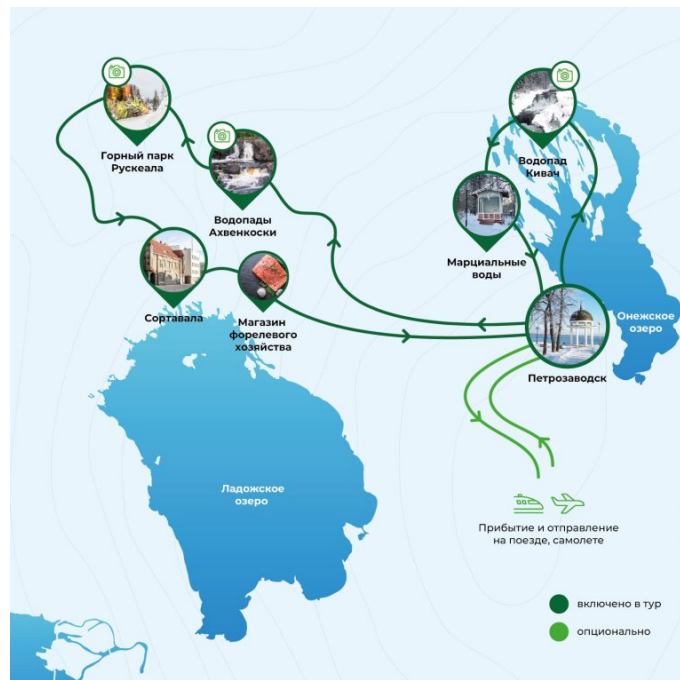 Горный парк
Рускеала
Водопады
Ахвенкоски
Водопад
Кивач
Марциальные
воды
Сортавала
Магазин
форелевого
хозяйства
Онежское
озеро
Петрозаводск
Ладожское
озеро
Прибытие и отправление
на поезде, самолете
включено в тур
опционально